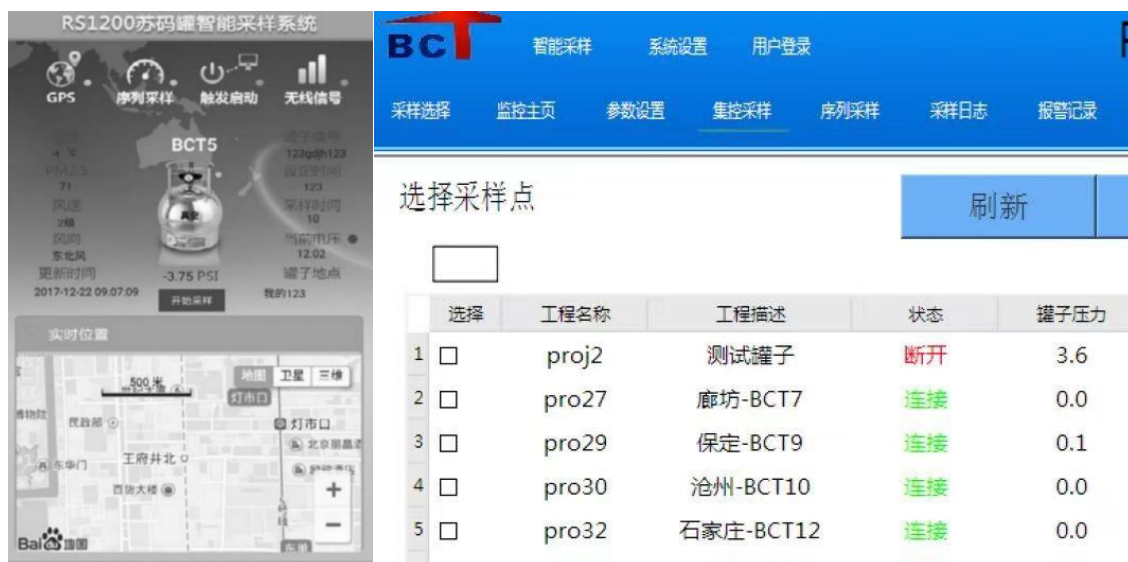 RS1200苏码罐智能采样系统
GPS
序列采样
触发启动
无线信号
BCT5
罐子编号
123gdjh123
PM2.5
71
设定时间
123
风速
2级
采样时间
10
风向
东北风
当前电压
12.02
更新时间
2017-12-22 09:07:09
-3.75 PSI
开始采样
罐子地点
我的123
实时位置
500 米
地图 卫星 三维
灯市口
民政部
灯市口
东华门
王府井北
百货大楼
+
−
Bai 地图
BCT
智能采样 系统设置 用户登录
采样选择 监控主页 参数设置 集控采样 序列采样 采样日志 报警记录
选择采样点
刷新
选择 工程名称 工程描述 状态 罐子压力
1 proj2 测试罐子 断开 3.6
2 pro27 廊坊-BCT7 连接 0.0
3 pro29 保定-BCT9 连接 0.1
4 pro30 沧州-BCT10 连接 0.0
5 pro32 石家庄-BCT12 连接 0.0